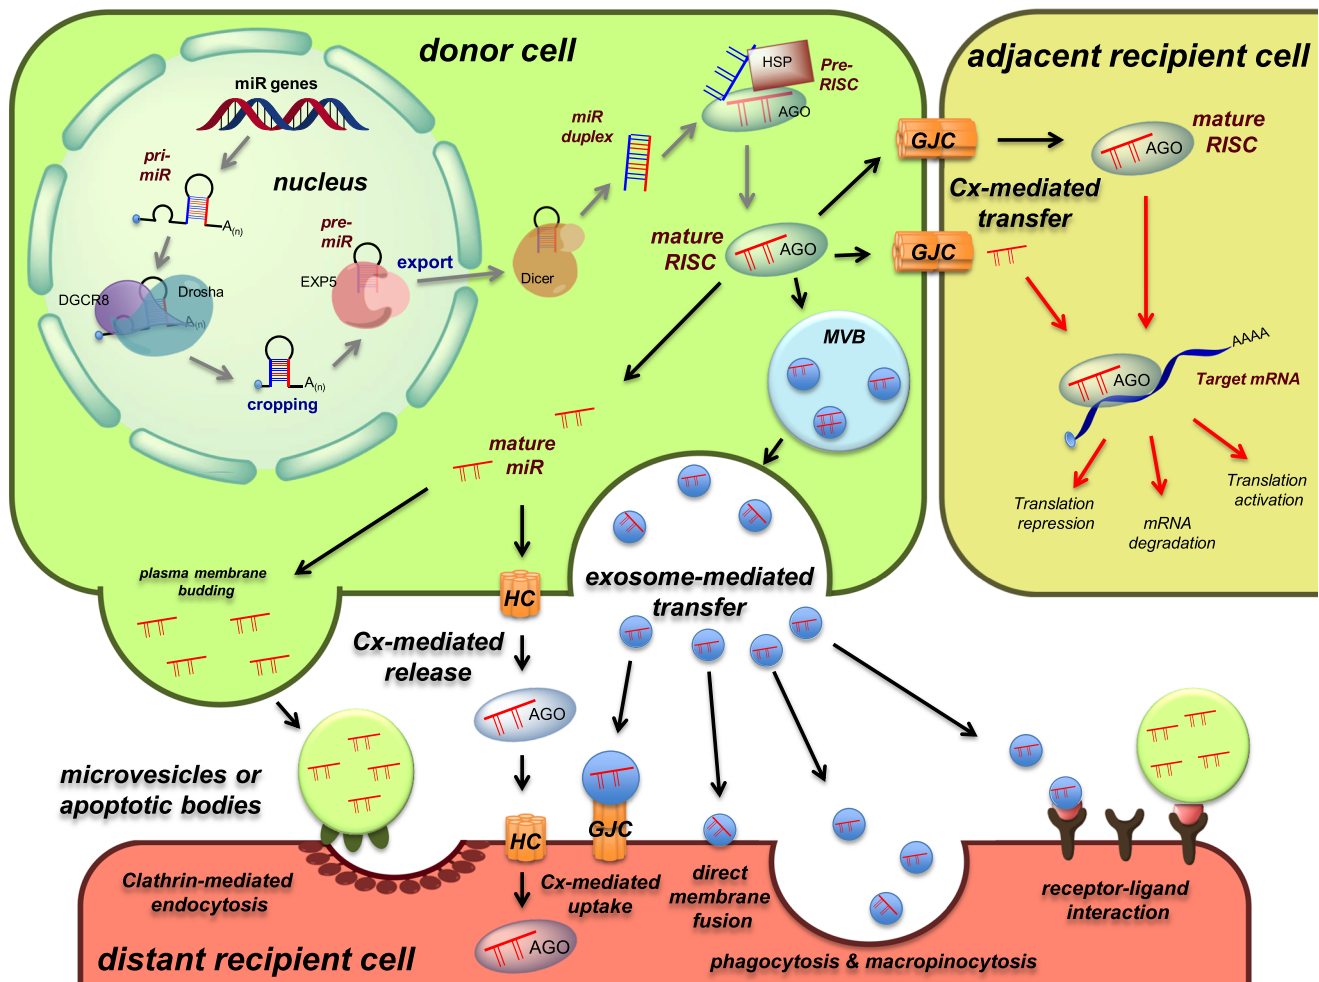 donor cell
adjacent recipient cell
miR genes
HSP
Pre-
RISC
AGO
miR
duplex
pri-
miR
nucleus
A(n)
pre-
miR
EXP5
export
Dicer
DGCR8
Drosha
A(n)
A(n)
cropping
mature
RISC
AGO
GJC
GJC
Cx-mediated
transfer
AGO
mature
RISC
MVB
AAAA
AGO
Target mRNA
Translation
repression
mRNA
degradation
Translation
activation
mature
miR
plasma membrane
budding
HC
exosome-mediated
transfer
Cx-mediated
release
AGO
microvesicles or
apoptotic bodies
HC
GJC
Clathrin-mediated
endocytosis
Cx-mediated
uptake
direct
membrane
fusion
receptor-ligand
interaction
AGO
distant recipient cell
phagocytosis & macropinocytosis